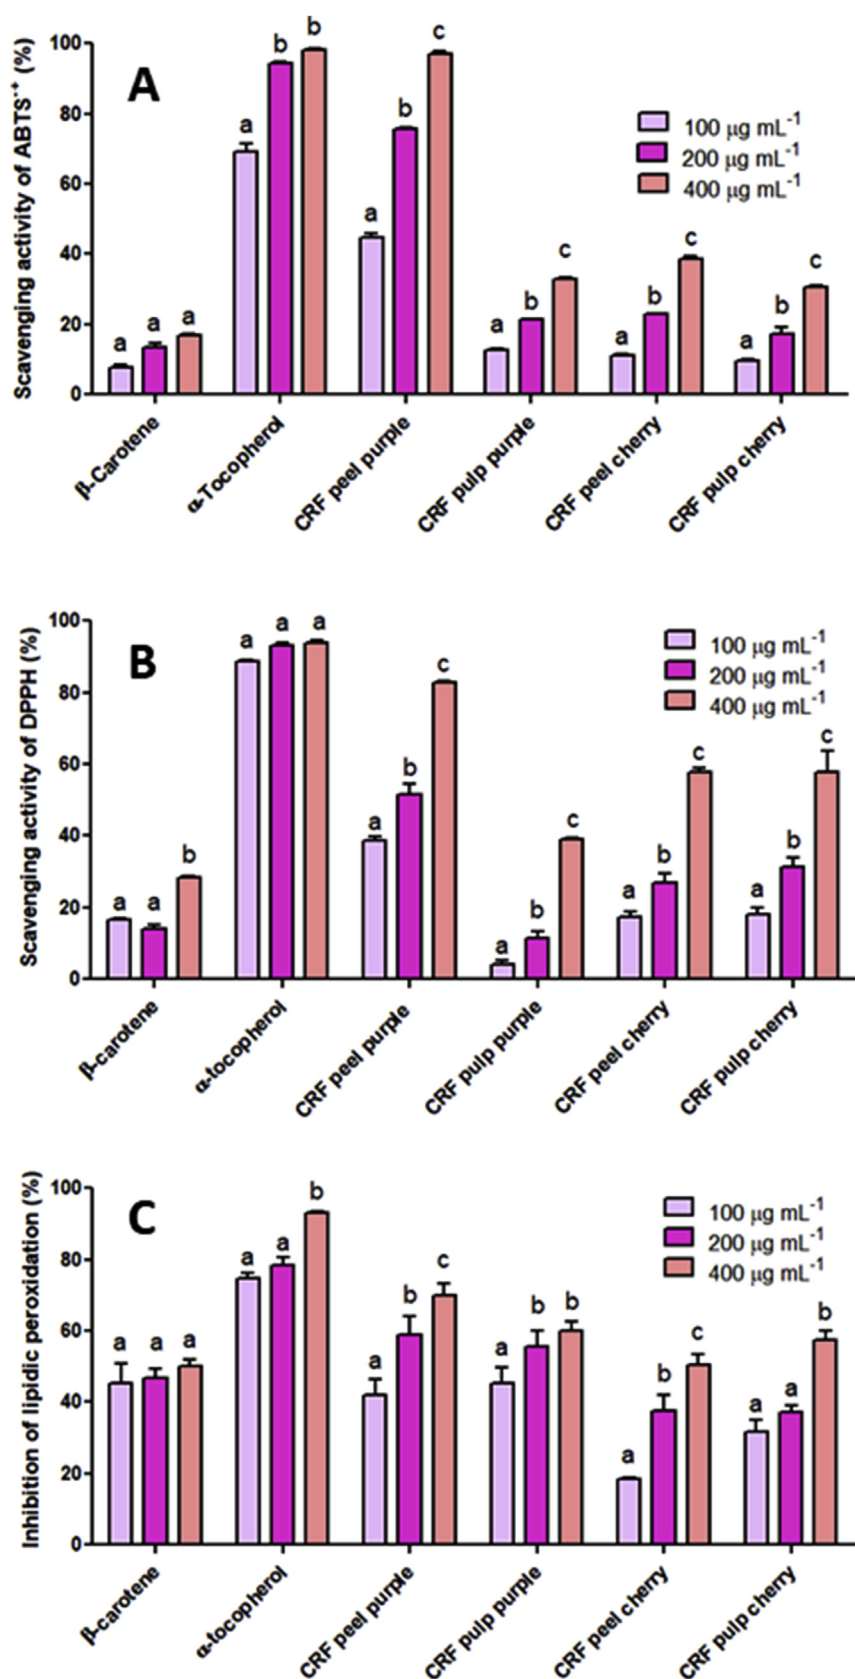 Scavenging activity of ABTS·+ (%)
A
100
80
60
40
20
0
100 µg mL-1
200 µg mL-1
400 µg mL-1
a a a
a b b
a b c
a b c
a b c
a b c
β-Carotene
α-Tocopherol
CRF peel purple
CRF pulp purple
CRF peel cherry
CRF pulp cherry
Scavenging activity of DPPH (%)
B
100
80
60
40
20
0
100 µg mL-1
200 µg mL-1
400 µg mL-1
a a b
a a a
a b c
a b c
a b c
a b c
β-carotene
α-tocopherol
CRF peel purple
CRF pulp purple
CRF peel cherry
CRF pulp cherry
Inhibition of lipidic peroxidation (%)
C
100
80
60
40
20
0
100 µg mL-1
200 µg mL-1
400 µg mL-1
a a a
a a b
a b c
a b b
a b c
a a b
β-carotene
α-tocopherol
CRF peel purple
CRF pulp purple
CRF peel cherry
CRF pulp cherry